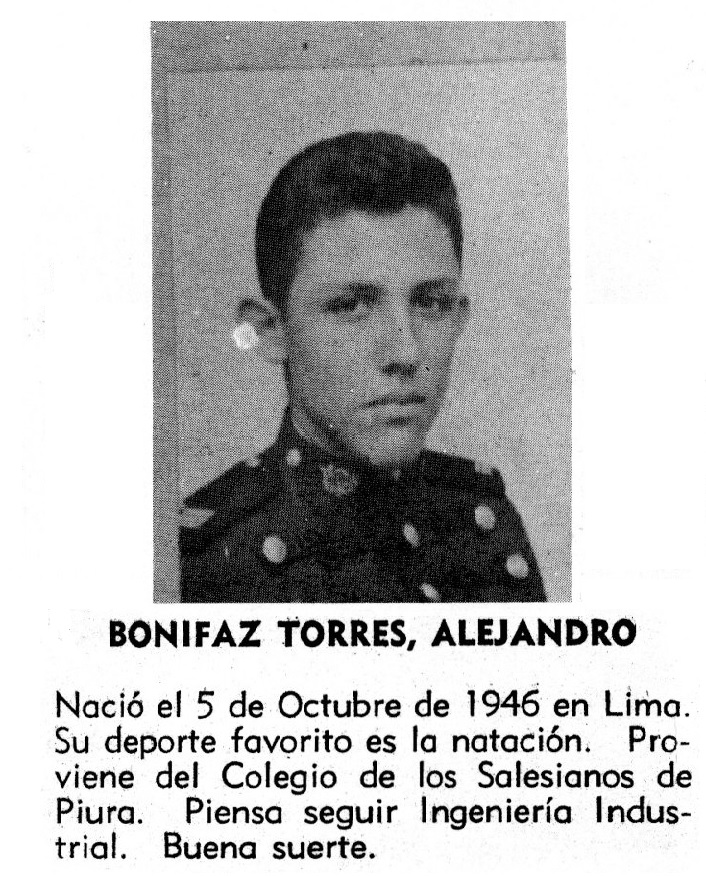 BONIFAZ TORRES, ALEJANDRO
Nació el 5 de Octubre de 1946 en Lima.
Su deporte favorito es la natación. Pro-
viene del Colegio de los Salesianos de
Piura. Piensa seguir Ingeniería Indus-
trial. Buena suerte.